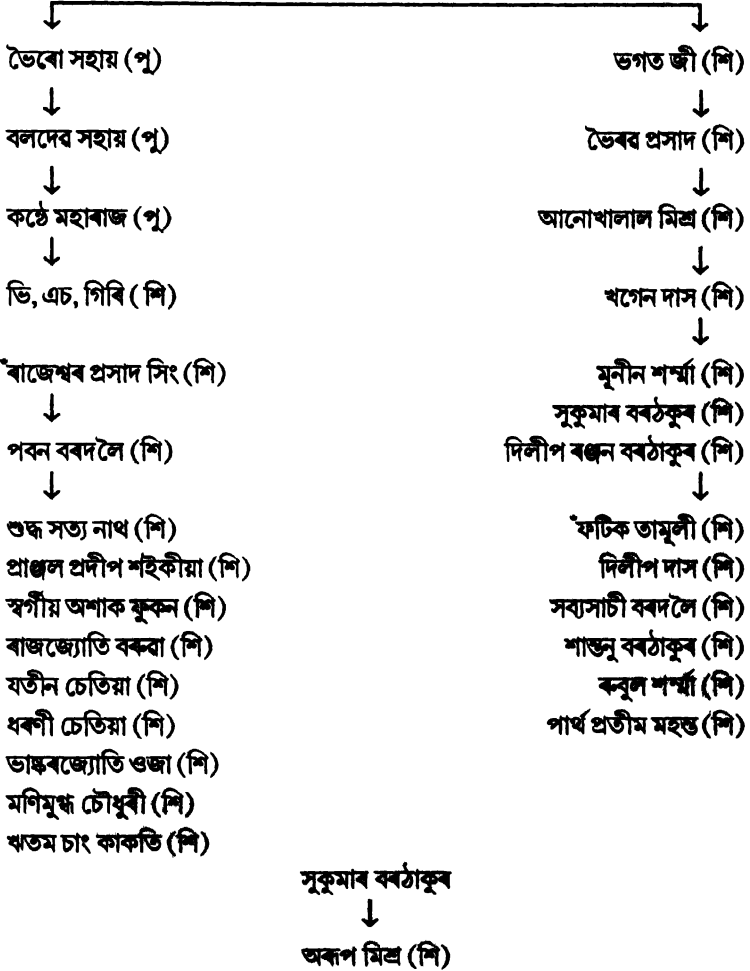 ভৈৰো সহায় (পু)
ভগত জী (শি)
বলদেৱ সহায় (পু)
ভৈৰৱ প্ৰসাদ (শি)
কণ্ঠে মহাৰাজ (পু)
আনোখালাল মিশ্ৰ (শি)
ভি, এচ, গিৰি ( শি)
খগেন দাস (শি)
ৰাজেশ্বৰ প্ৰসাদ সিং (শি)
মূনীন শৰ্ম্মা (শি)
সুকুমাৰ বৰঠকুৰ (শি)
পবন বৰদলৈ (শি)
দিলীপ ৰঞ্জন বৰঠাকুৰ (শি)
শুদ্ধ সত্য নাথ (শি)
ফটিক তামূলী (শি)
প্ৰাঞ্জল প্ৰদীপ শইকীয়া (শি)
দিলীপ দাস (শি)
স্বৰ্গীয় অশাক ফুকন (শি)
সব্যসাচী বৰদলৈ (শি)
ৰাজজ্যোতি বৰুৱা (শি)
শান্তনু বৰঠাকুৰ (শি)
যতীন চেতিয়া (শি)
ৰুবুল শৰ্ম্মা (শি)
ধৰণী চেতিয়া (শি)
পাৰ্থ প্ৰতীম মহন্ত (শি)
ভাষ্কৰজ্যোতি ওজা (শি)
মণিমুগ্ধ চৌধুৰী (শি)
ঋতম চাং কাকতি (শি)
সুকুমাৰ বৰঠাকুৰ
অৰূপ মিশ্ৰ (শি)